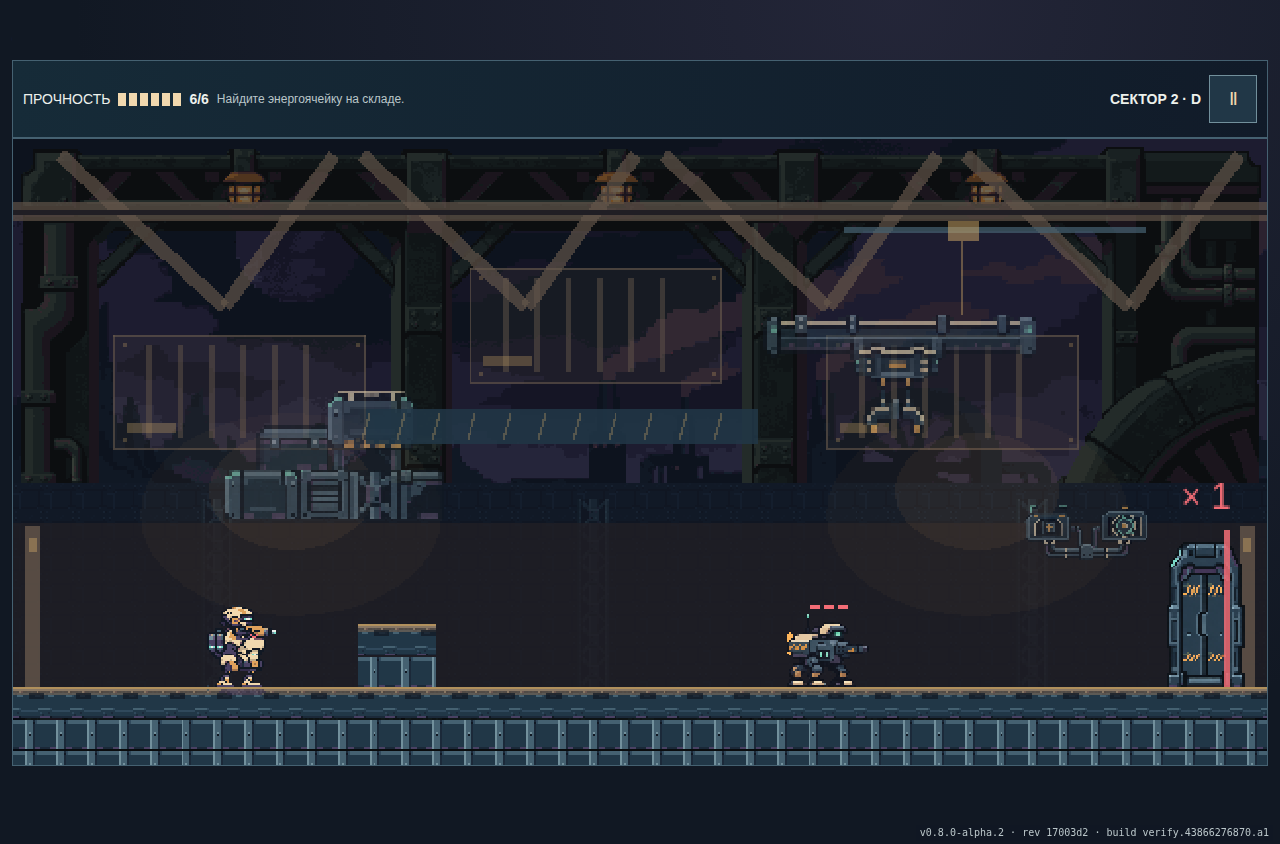 ПРОЧНОСТЬ 6/6 Найдите энергоячейку на складе.
СЕКТОР 2 · D
× 1
v0.8.0-alpha.2 · rev 17003d2 · build verify.43866276870.a1